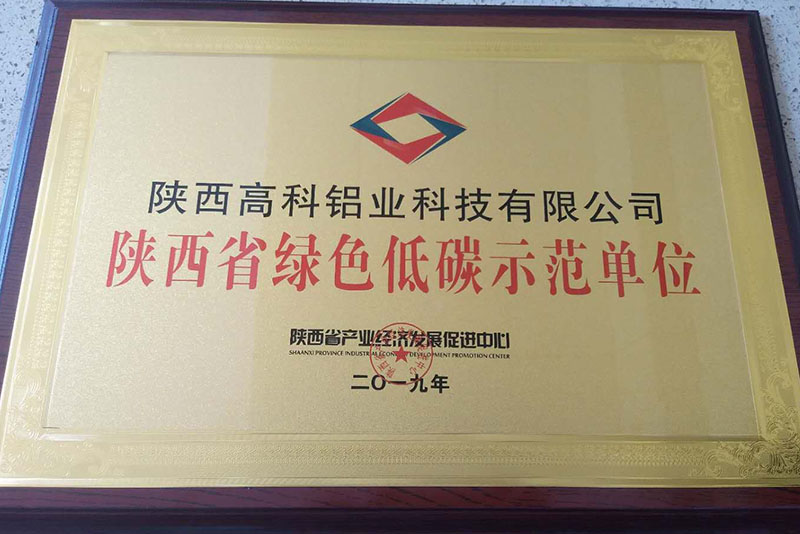 陕西高科铝业科技有限公司
陕西省绿色低碳示范单位
陕西省产业经济发展促进中心
SHAANXI PROVINCE INDUSTRIAL ECONOMY DEVELOPMENT PROMOTION CENTER
二〇一九年